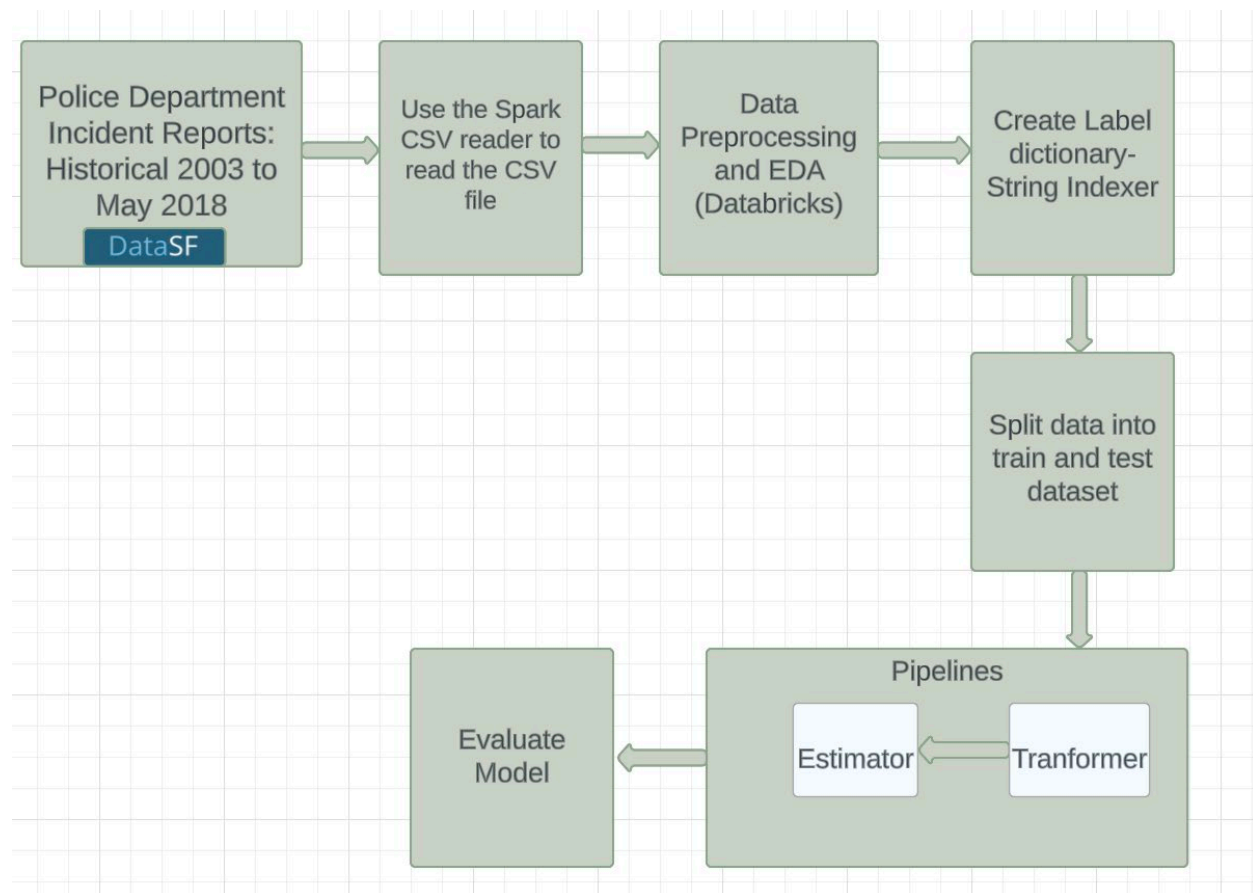 Police Department
Incident Reports:
Historical 2003 to
May 2018
DataSF
Use the Spark
CSV reader to
read the CSV
file
Data
Preprocessing
and EDA
(Databricks)
Create Label
dictionary-
String Indexer
Split data into
train and test
dataset
Pipelines
Tranformer
Estimator
Evaluate
Model